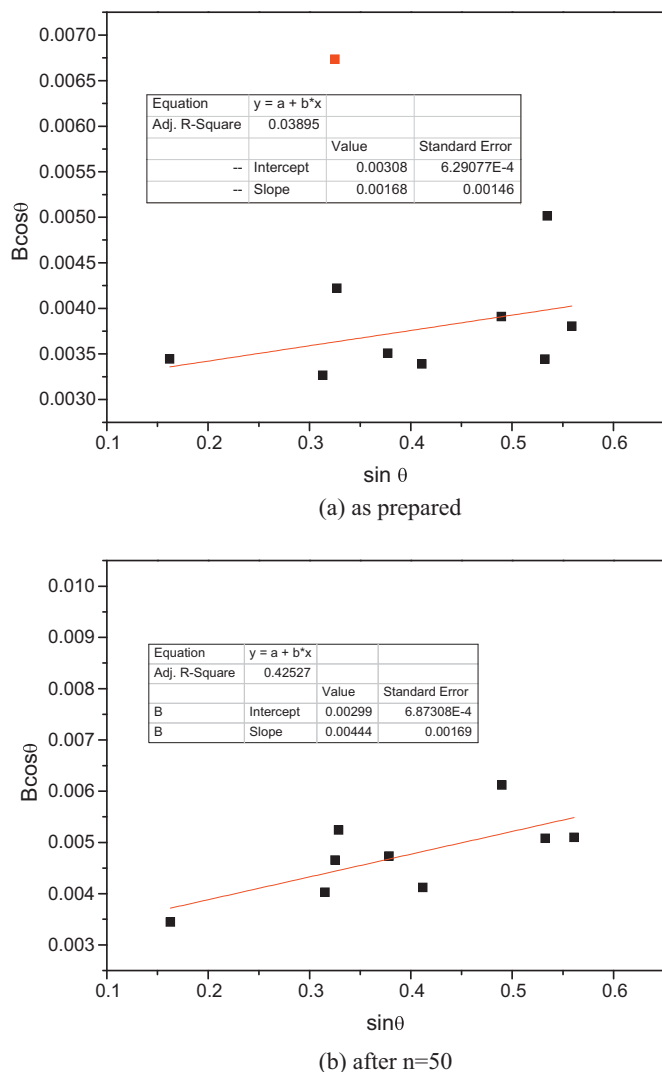 0.0070
0.0065
0.0060
0.0055
0.0050
0.0045
0.0040
0.0035
0.0030
Bcosθ
Equation y = a + b*x
Adj. R-Square 0.03895
Value Standard Error
-- Intercept 0.00308 6.29077E-4
-- Slope 0.00168 0.00146
0.1 0.2 0.3 0.4 0.5 0.6
sin θ
(a) as prepared
0.010
0.009
0.008
0.007
0.006
0.005
0.004
0.003
Bcosθ
Equation y = a + b*x
Adj. R-Square 0.42527
Value Standard Error
B Intercept 0.00299 6.87308E-4
B Slope 0.00444 0.00169
0.1 0.2 0.3 0.4 0.5 0.6
sinθ
(b) after n=50